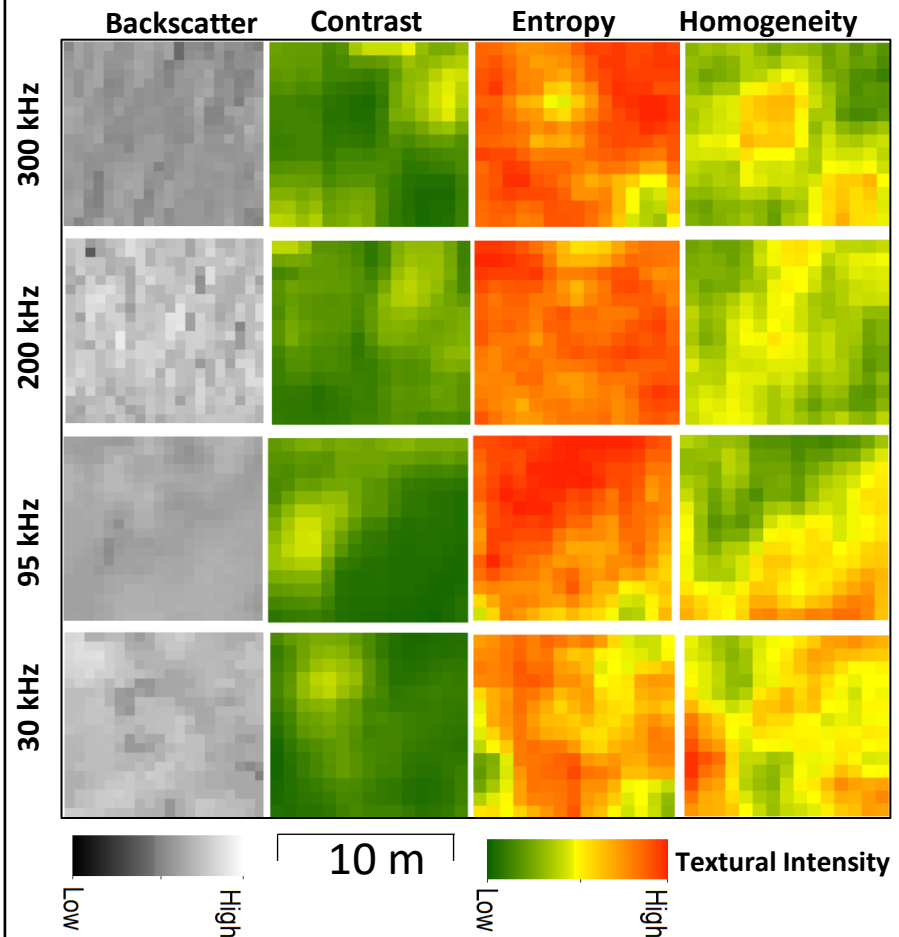 Backscatter Contrast Entropy Homogeneity
300 kHz
200 kHz
95 kHz
30 kHz
10 m
Textural Intensity
Low High Low High